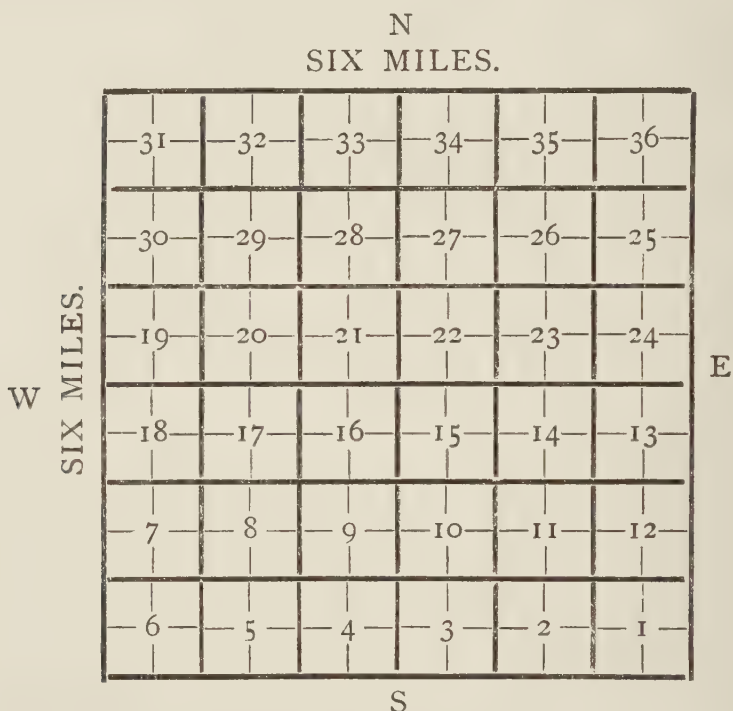 N
SIX MILES.
31 32 33 34 35 36
30 29 28 27 26 25
19 20 21 22 23 24
18 17 16 15 14 13
7 8 9 10 11 12
6 5 4 3 2 1
W
SIX MILES.
E
S